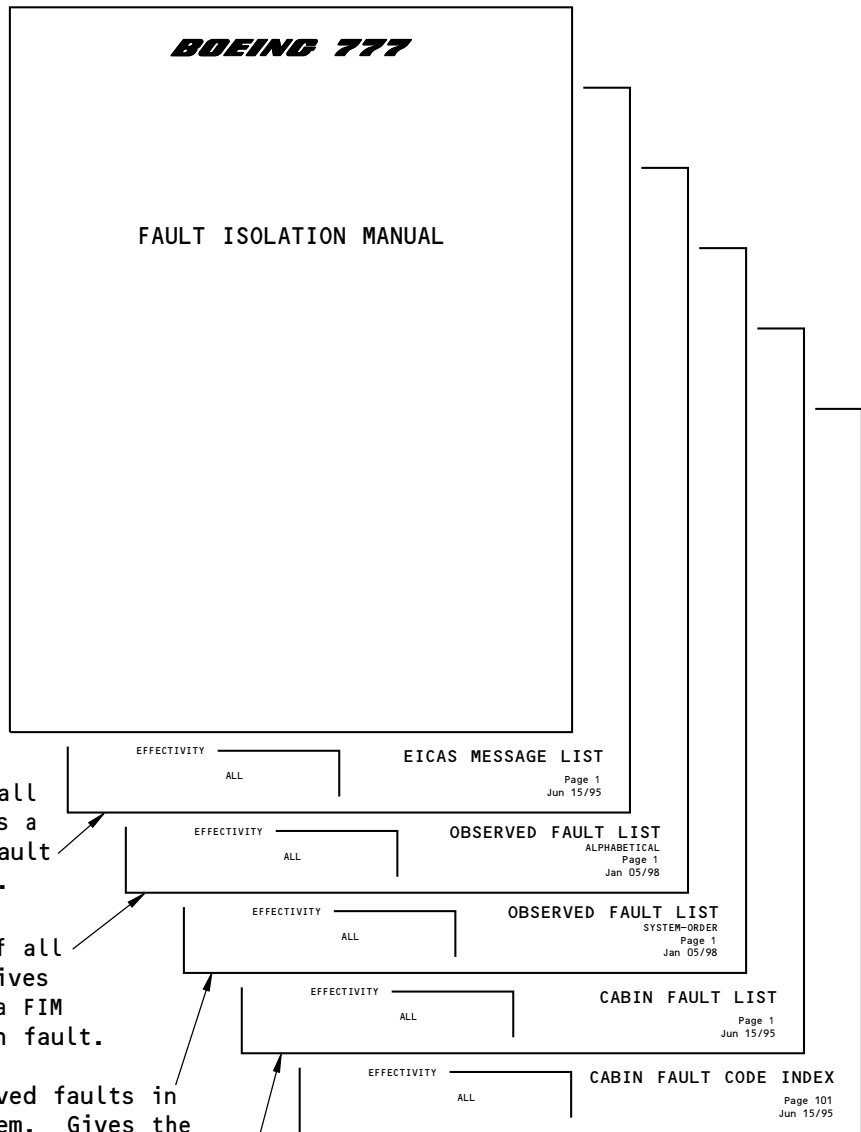 BOEING 777
FAULT ISOLATION MANUAL
EFFECTIVITY
ALL
EICAS MESSAGE LIST
Page 1
Jun 15/95
all
s a
ault
.
EFFECTIVITY
ALL
OBSERVED FAULT LIST
ALPHABETICAL
Page 1
Jan 05/98
f all
ives
a FIM
n fault.
EFFECTIVITY
ALL
OBSERVED FAULT LIST
SYSTEM-ORDER
Page 1
Jan 05/98
EFFECTIVITY
ALL
CABIN FAULT LIST
Page 1
Jun 15/95
ved faults in
em. Gives the
EFFECTIVITY
ALL
CABIN FAULT CODE INDEX
Page 101
Jun 15/95